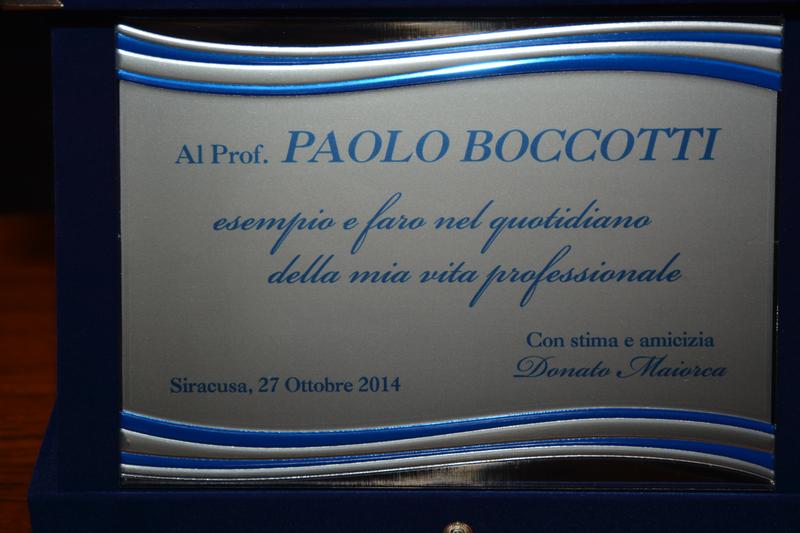 Al Prof. PAOLO BOCCOTTI
esempio e faro nel quotidiano
della mia vita professionale
Con stima e amicizia
Donato Maiorca
Siracusa, 27 Ottobre 2014